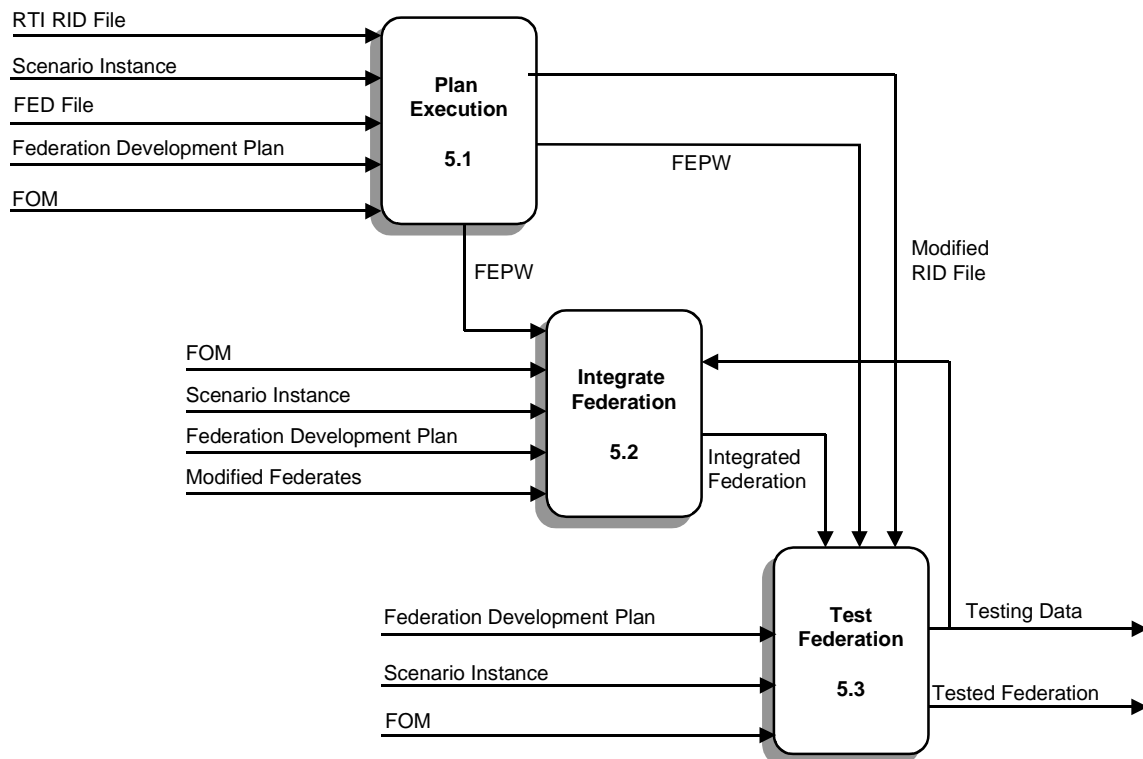 RTI RID File
Scenario Instance
FED File
Federation Development Plan
FOM
Plan
Execution
5.1
FEPW
FEPW
Modified
RID File
FOM
Scenario Instance
Federation Development Plan
Modified Federates
Integrate
Federation
5.2
Integrated
Federation
Federation Development Plan
Scenario Instance
FOM
Test
Federation
5.3
Testing Data
Tested Federation